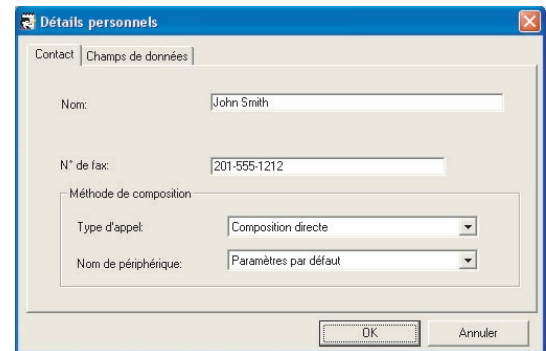 Détails personnels
Contact Champs de données
Nom: John Smith
N° de fax: 201-555-1212
Méthode de composition
Type d'appel: Composition directe
Nom de périphérique: Paramètres par défaut
OK Annuler